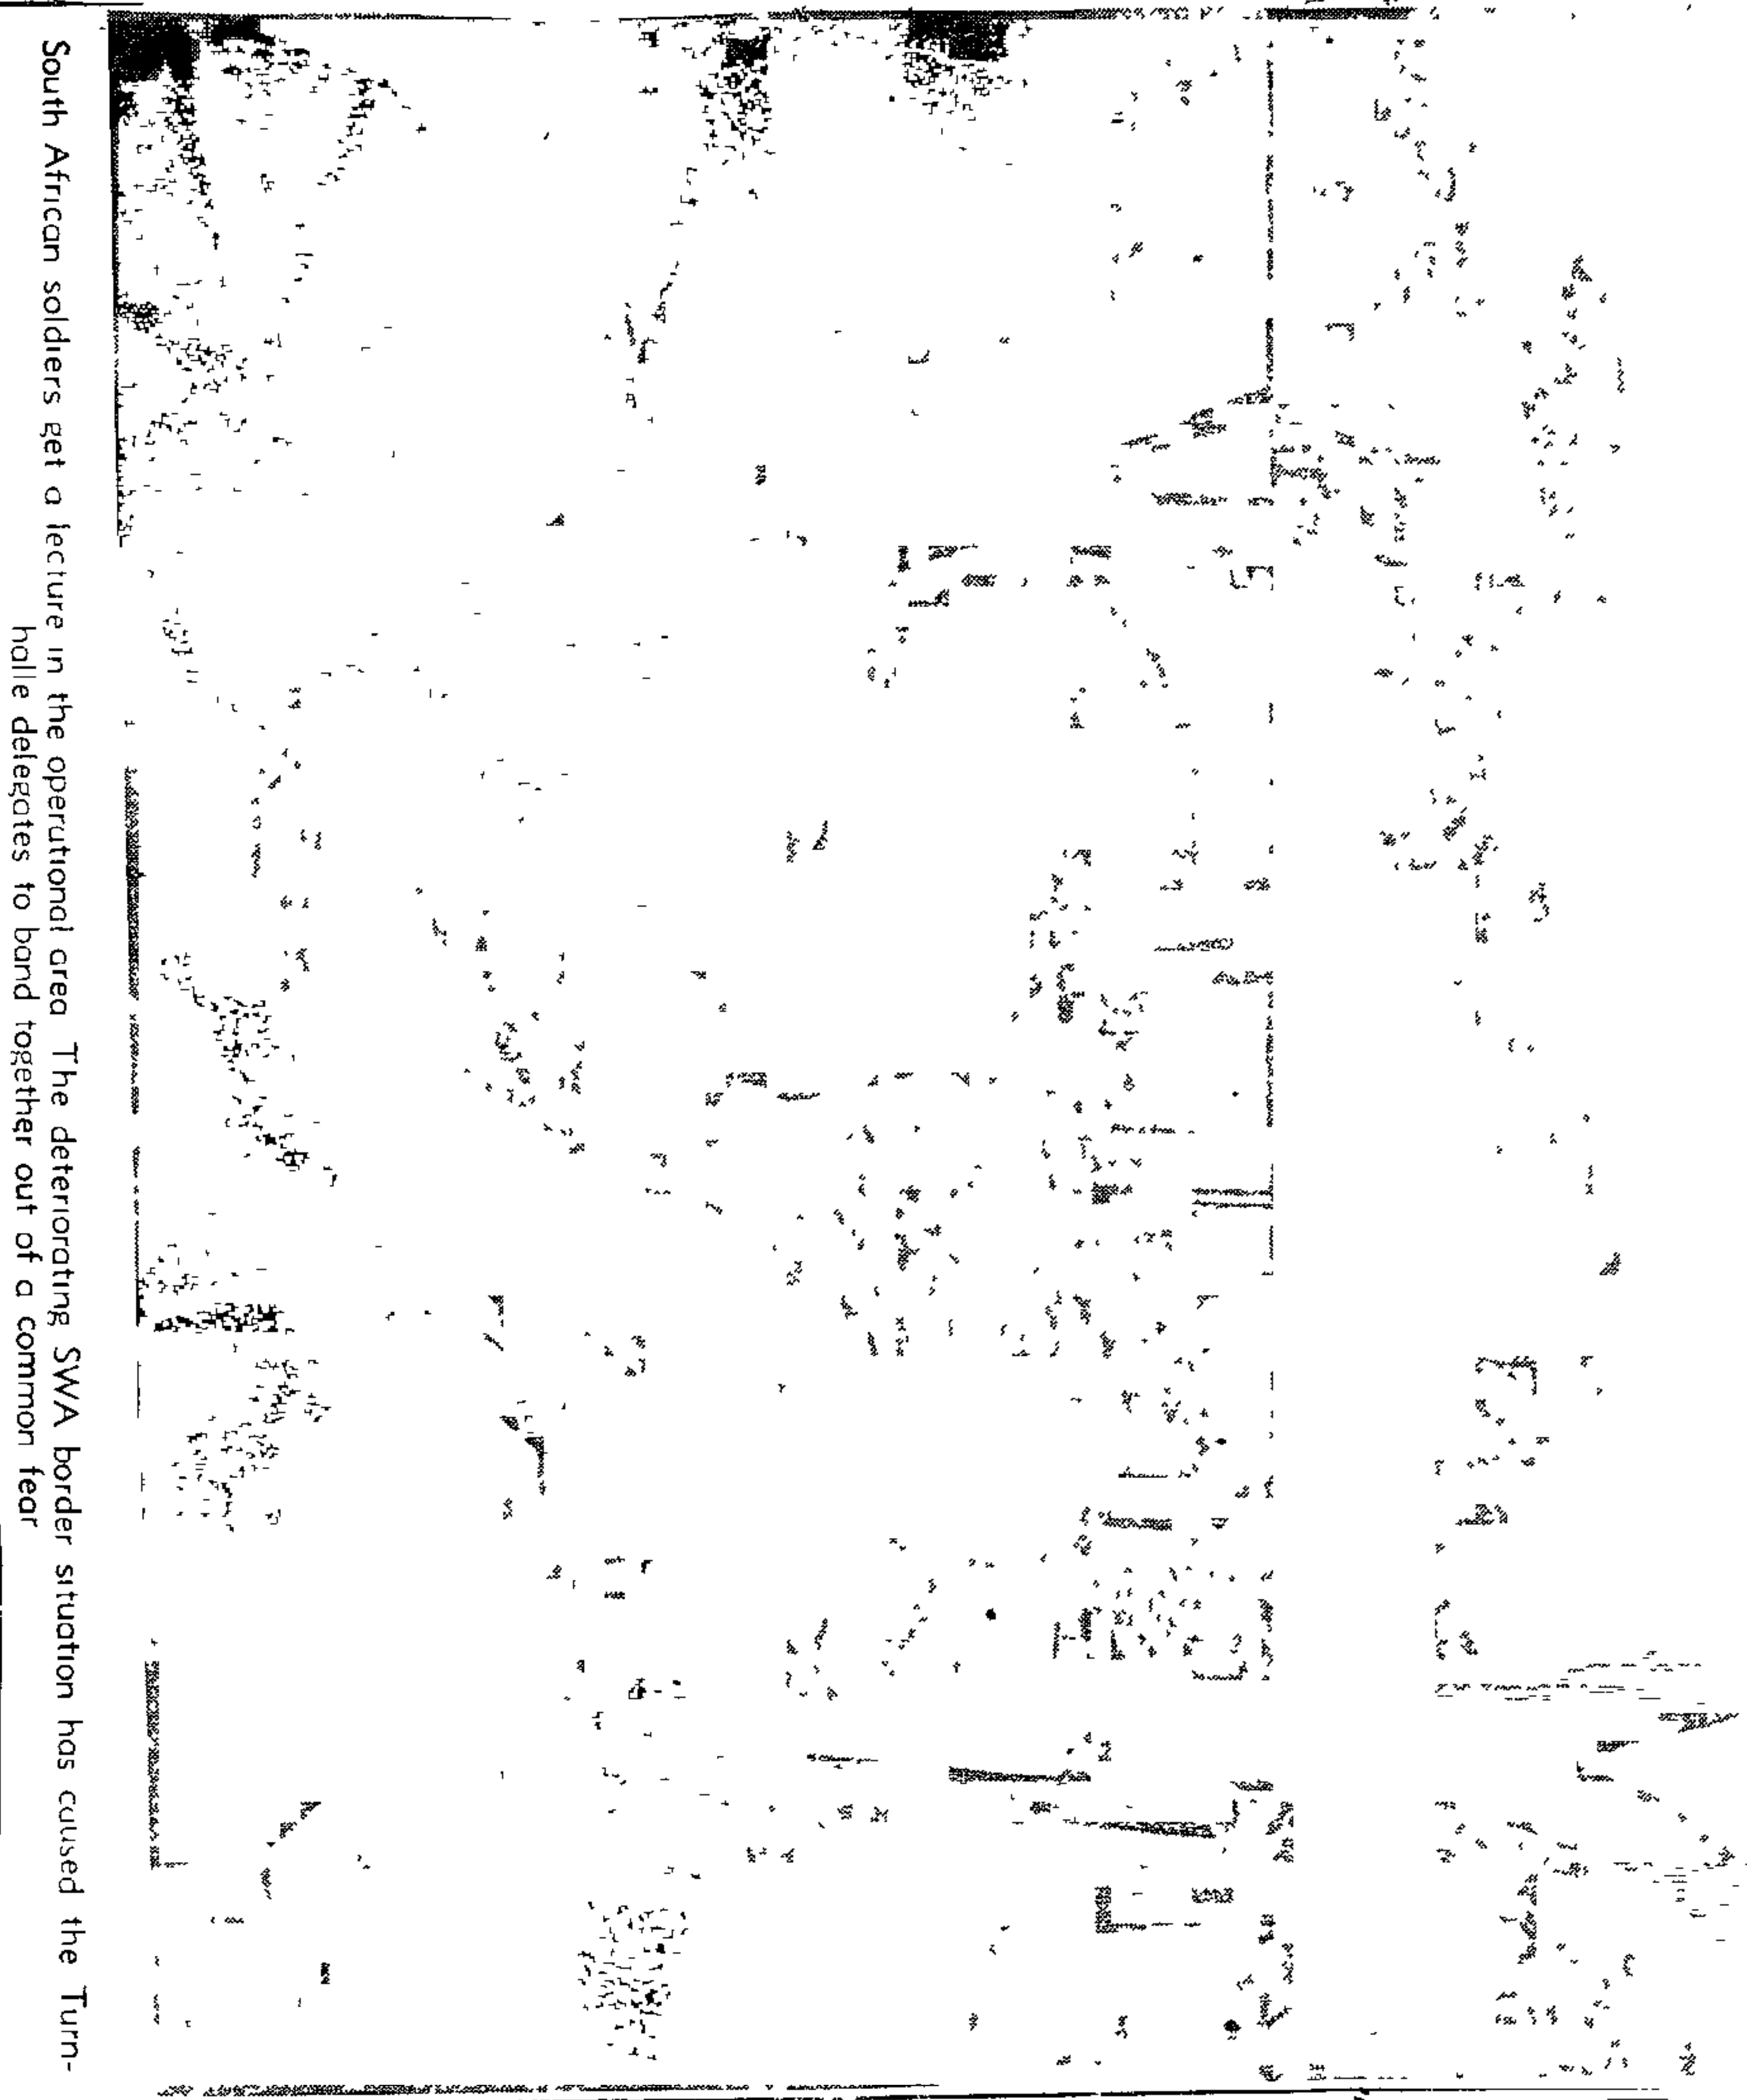 South African soldiers get a lecture in the operutional area The deteriorating SWA border situation has caused the Turn-
halle delegates to band together out of a common fear